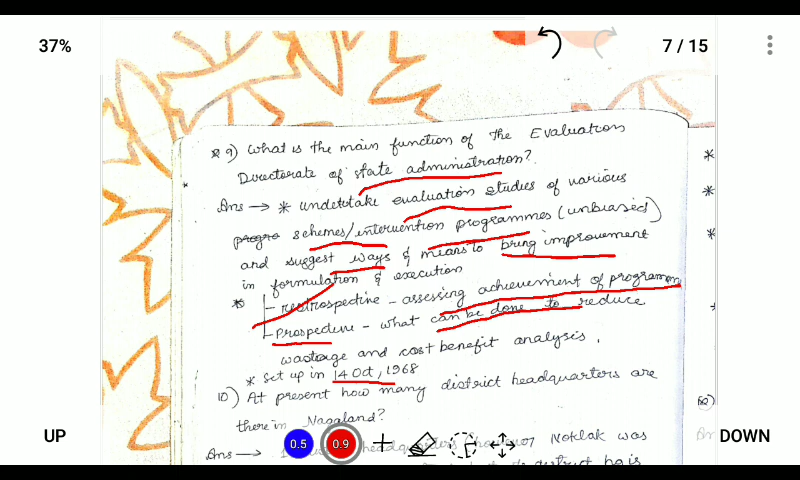 37%
7 / 15
9) What is the main function of the Evaluation
Directorate of state administration?
Ans → * undertake evaluation studies of various
progra schemes/intervention programmes (unbiased)
and suggest ways & means to bring improvement
in formulation & execution
* - restrospective - assessing achievement of programm
- Prospective - what can be done to reduce
wastage and cost benefit analysis.
* Set up in 14 Oct, 1968
10) At present how many district headquarters are
there in Nagaland?
UP
0.5
0.9
DOWN
Ans → Noklak was